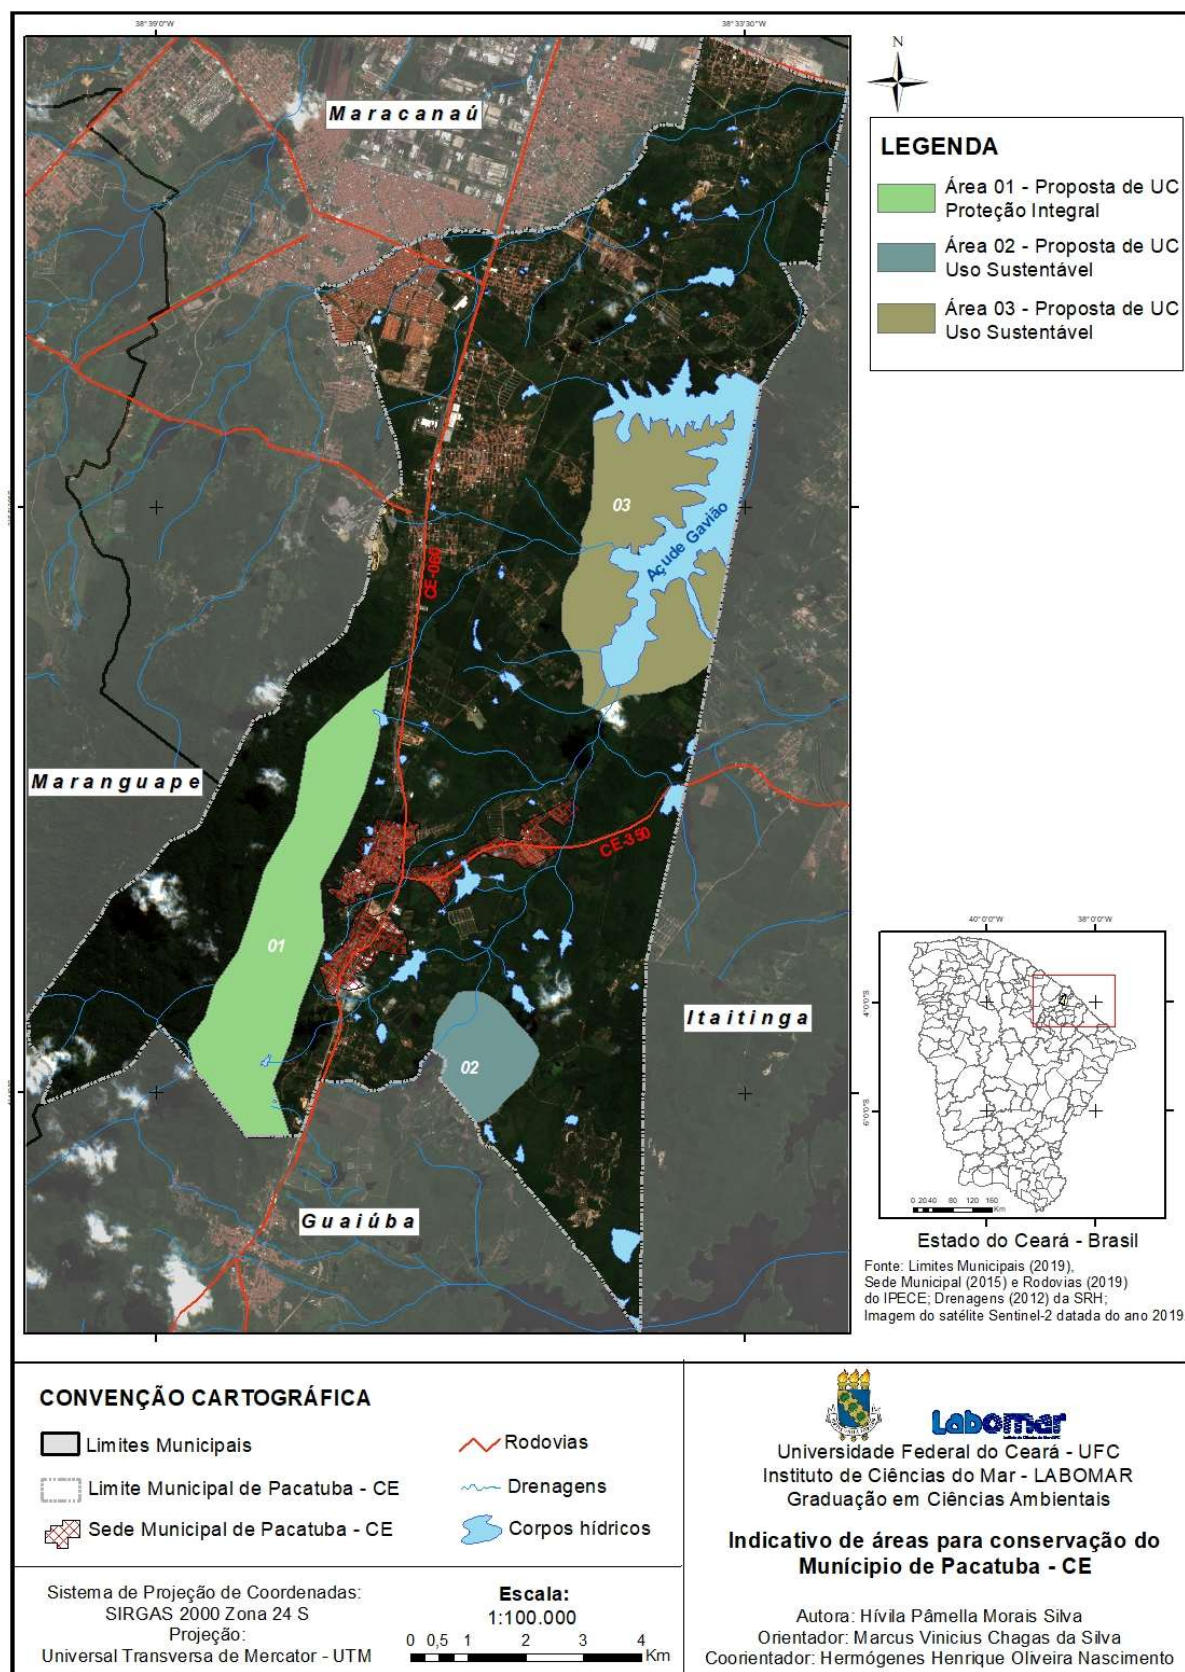 38°39'0"W
38°33'30"W
N
Maracanaú
LEGENDA
Área 01 - Proposta de UC
Proteção Integral
Área 02 - Proposta de UC
Uso Sustentável
Área 03 - Proposta de UC
Uso Sustentável
03
Açude Gavião
CE-060
Maranguape
CE-350
01
Itaitinga
02
Guaiúba
40°0'0"W
38°0'0"W
4°0'0"S
6°0'0"S
0 20 40 80 120 160
Km
Estado do Ceará - Brasil
Fonte: Limites Municipais (2019),
Sede Municipal (2015) e Rodovias (2019)
do IPECE; Drenagens (2012) da SRH;
Imagem do satélite Sentinel-2 datada do ano 2019.
CONVENÇÃO CARTOGRÁFICA
Limites Municipais
Limite Municipal de Pacatuba - CE
Sede Municipal de Pacatuba - CE
Rodovias
Drenagens
Corpos hídricos
Sistema de Projeção de Coordenadas:
SIRGAS 2000 Zona 24 S
Projeção:
Universal Transversa de Mercator - UTM
Escala:
1:100.000
0 0,5 1 2 3 4
Km
Labomar
Universidade Federal do Ceará - UFC
Instituto de Ciências do Mar - LABOMAR
Graduação em Ciências Ambientais
Indicativo de áreas para conservação do
Munícipio de Pacatuba - CE
Autora: Hívila Pâmella Morais Silva
Orientador: Marcus Vinicius Chagas da Silva
Coorientador: Hermógenes Henrique Oliveira Nascimento